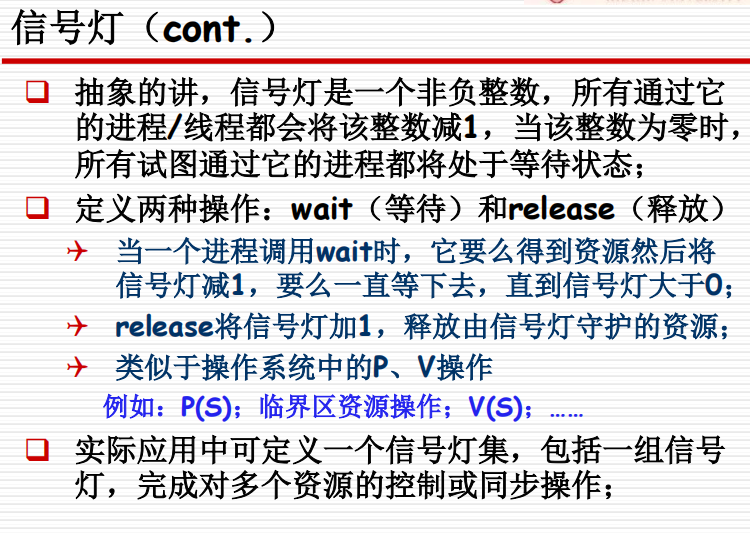 信号灯（cont.）
抽象的讲，信号灯是一个非负整数，所有通过它
的进程/线程都会将该整数减1，当该整数为零时，
所有试图通过它的进程都将处于等待状态；
定义两种操作：wait（等待）和release（释放）
当一个进程调用wait时，它要么得到资源然后将
信号灯减1，要么一直等下去，直到信号灯大于0；
release将信号灯加1，释放由信号灯守护的资源；
类似于操作系统中的P、V操作
例如：P(S)；临界区资源操作；V(S)；……
实际应用中可定义一个信号灯集，包括一组信号
灯，完成对多个资源的控制或同步操作；